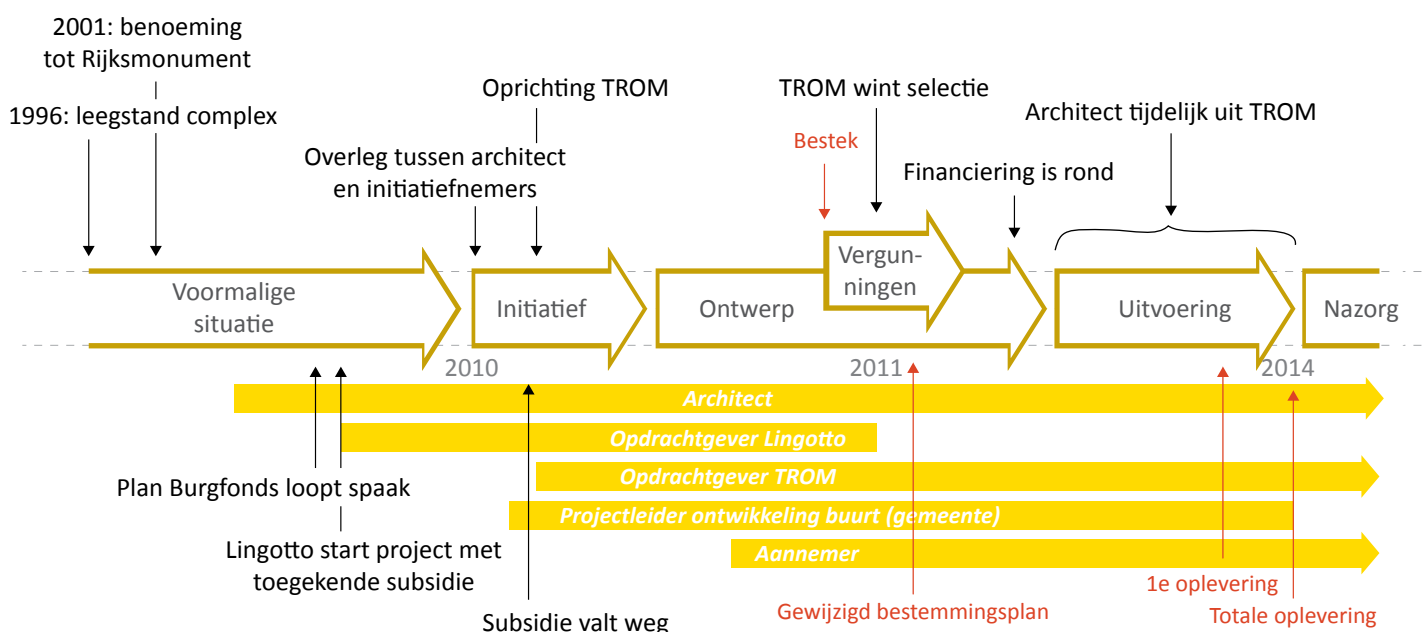 2001: benoeming
tot Rijksmonument
1996: leegstand complex
Oprichting TROM
Overleg tussen architect
en initiatiefnemers
TROM wint selectie
Bestek
Financiering is rond
Architect tijdelijk uit TROM
Voormalige
situatie
Initiatief
Ontwerp
Vergun-
ningen
Uitvoering
Nazorg
2010
2011
2014
Architect
Opdrachtgever Lingotto
Opdrachtgever TROM
Projectleider ontwikkeling buurt (gemeente)
Aannemer
Plan Burgfonds loopt spaak
Lingotto start project met
toegekende subsidie
Subsidie valt weg
Gewijzigd bestemmingsplan
1e oplevering
Totale oplevering